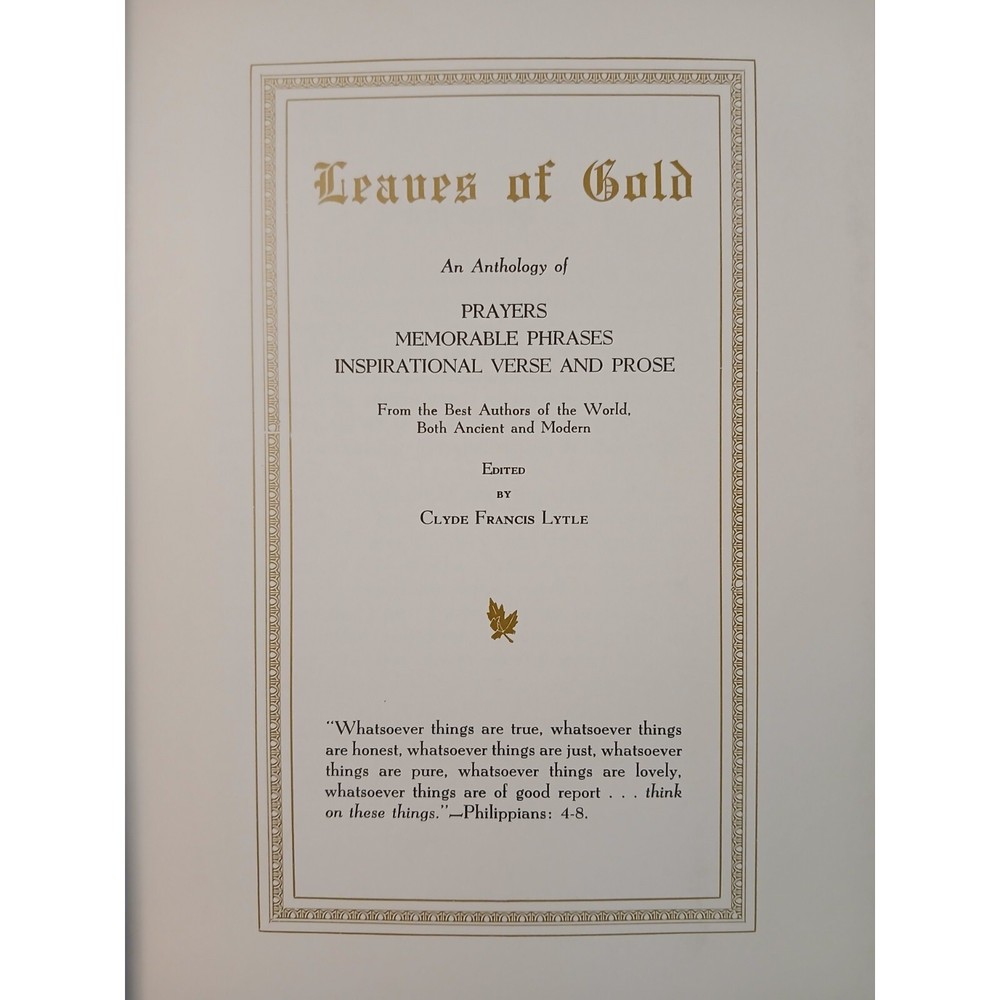 Leaves of Gold
An Anthology of
PRAYERS
MEMORABLE PHRASES
INSPIRATIONAL VERSE AND PROSE
From the Best Authors of the World,
Both Ancient and Modern
EDITED
BY
CLYDE FRANCIS LYTLE
"Whatsoever things are true, whatsoever things
are honest, whatsoever things are just, whatsoever
things are pure, whatsoever things are lovely,
whatsoever things are of good report . . . think
on these things."—Philippians: 4-8.